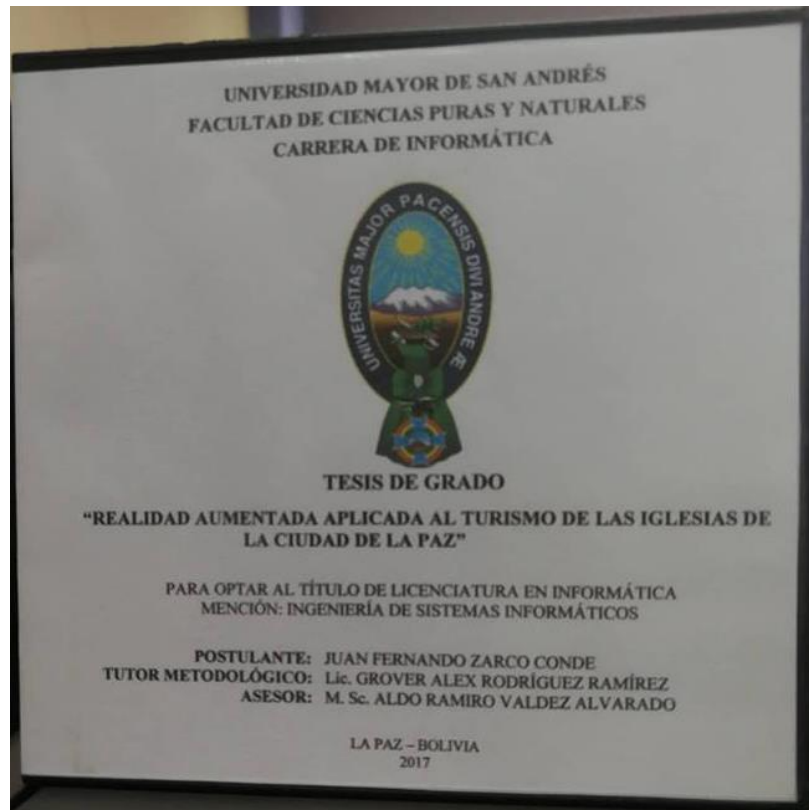 UNIVERSIDAD MAYOR DE SAN ANDRÉS
FACULTAD DE CIENCIAS PURAS Y NATURALES
CARRERA DE INFORMÁTICA
UNIVERSITAS MAJOR PACENSIS DIVI ANDRE Æ
TESIS DE GRADO
“REALIDAD AUMENTADA APLICADA AL TURISMO DE LAS IGLESIAS DE
LA CIUDAD DE LA PAZ”
PARA OPTAR AL TÍTULO DE LICENCIATURA EN INFORMÁTICA
MENCIÓN: INGENIERÍA DE SISTEMAS INFORMÁTICOS
POSTULANTE: JUAN FERNANDO ZARCO CONDE
TUTOR METODOLÓGICO: Lic. GROVER ALEX RODRÍGUEZ RAMÍREZ
ASESOR: M. Sc. ALDO RAMIRO VALDEZ ALVARADO
LA PAZ – BOLIVIA
2017